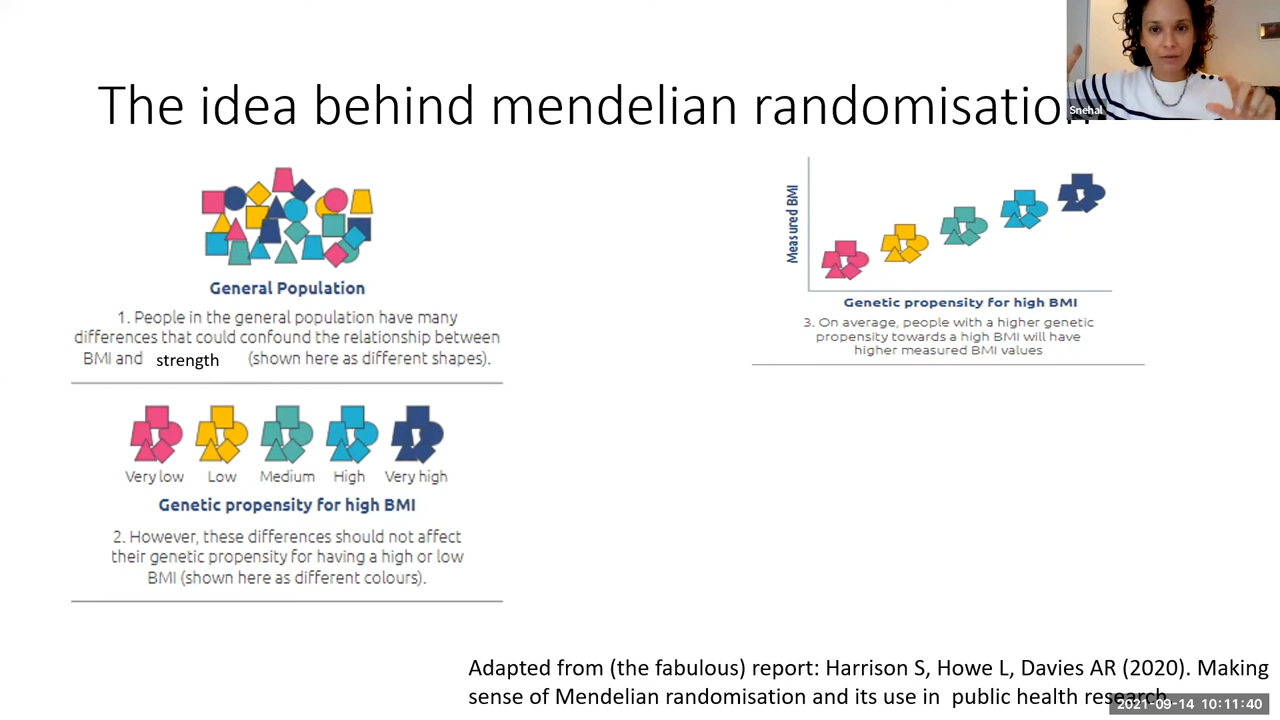 The idea behind mendelian randomisation
Snehal
General Population
1. People in the general population have many
differences that could confound the relationship between
BMI and strength (shown here as different shapes).
Very low Low Medium High Very high
Genetic propensity for high BMI
2. However, these differences should not affect
their genetic propensity for having a high or low
BMI (shown here as different colours).
Measured BMI
Genetic propensity for high BMI
3. On average, people with a higher genetic
propensity towards a high BMI will have
higher measured BMI values
Adapted from (the fabulous) report: Harrison S, Howe L, Davies AR (2020). Making
sense of Mendelian randomisation and its use in public health research.
2021-09-14 10:11:40